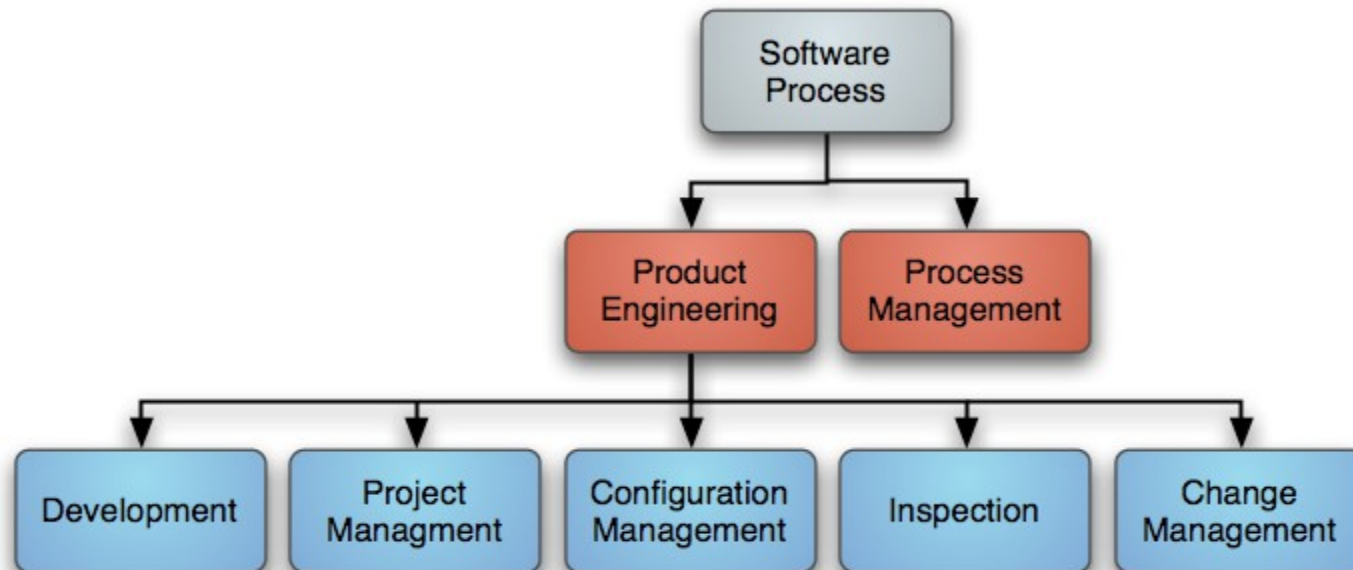 Software
Process
Product
Engineering
Process
Management
Development
Project
Managment
Configuration
Management
Inspection
Change
Management